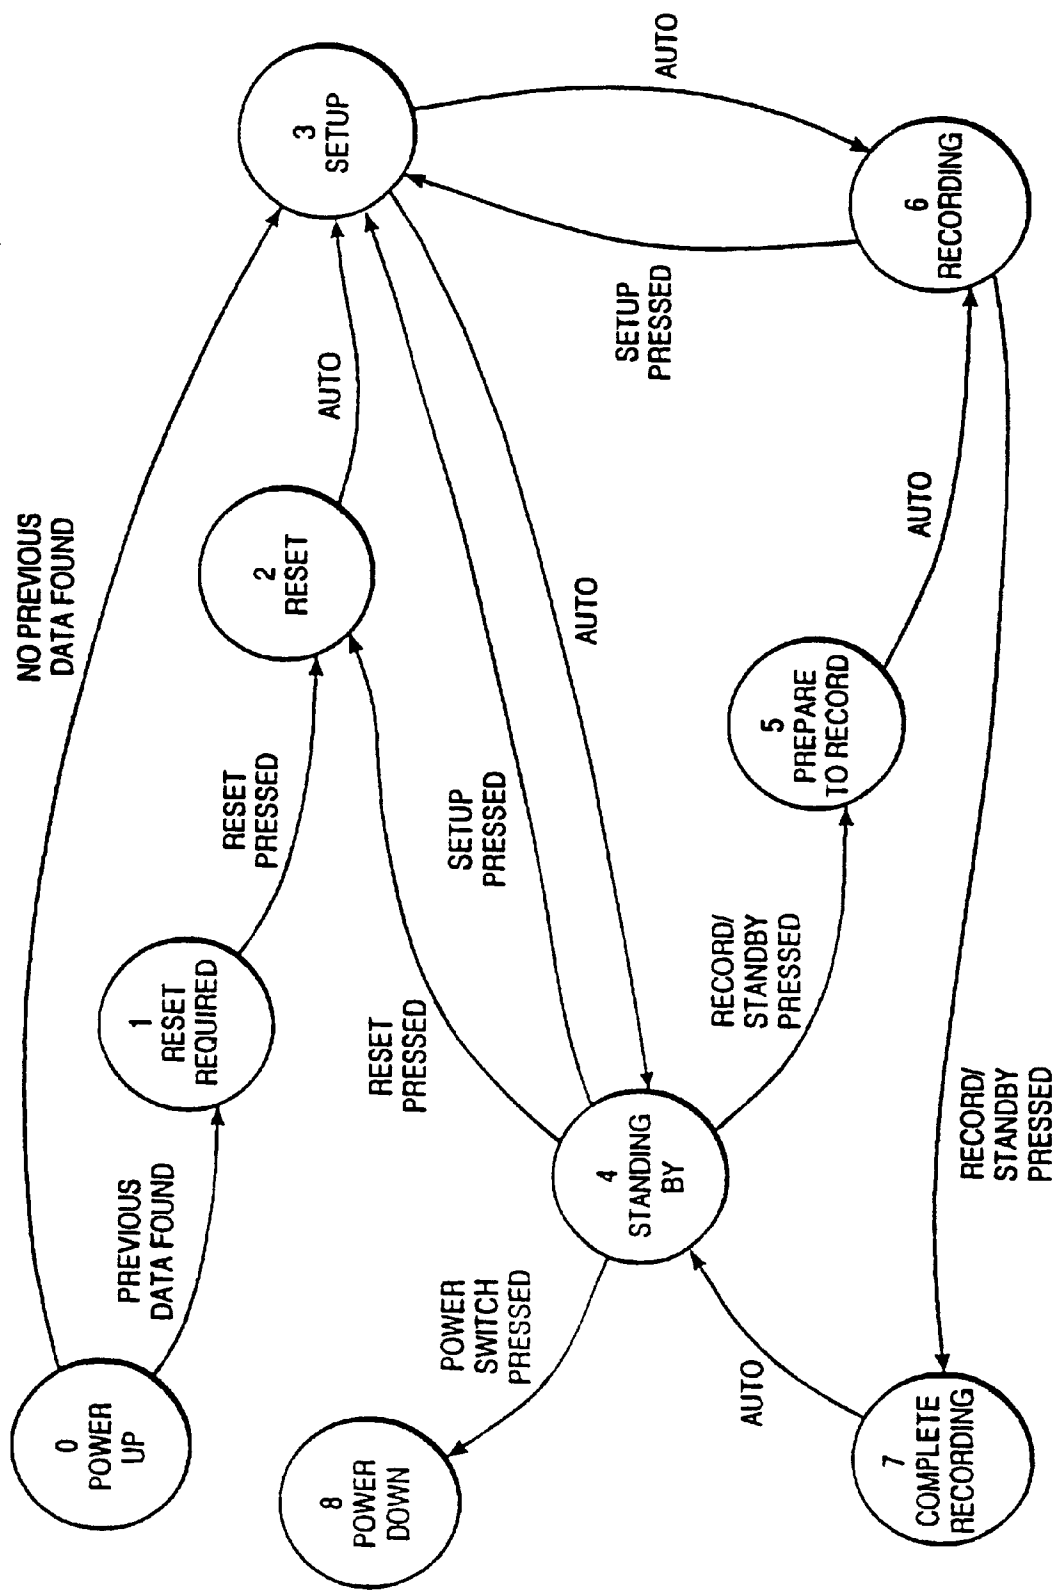 NO PREVIOUS
DATA FOUND
0
POWER
UP
PREVIOUS
DATA FOUND
1
RESET
REQUIRED
RESET
PRESSED
2
RESET
AUTO
3
SETUP
8
POWER
DOWN
POWER
SWITCH
PRESSED
RESET
PRESSED
SETUP
PRESSED
AUTO
4
STANDING
BY
SETUP
PRESSED
AUTO
RECORD/
STANDBY
PRESSED
5
PREPARE
TO RECORD
AUTO
6
RECORDING
AUTO
7
COMPLETE
RECORDING
RECORD/
STANDBY
PRESSED